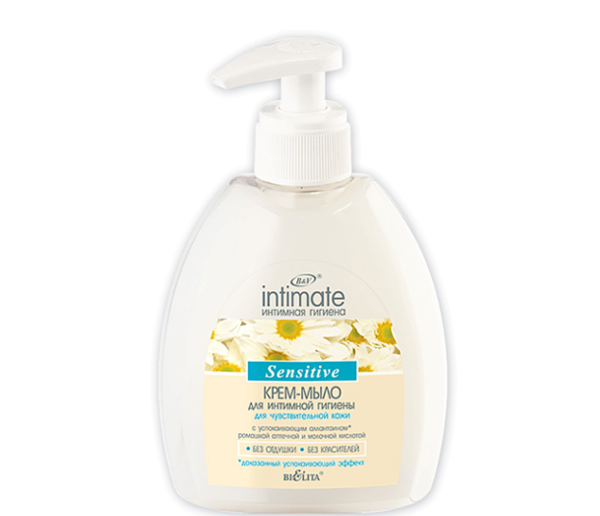 B&V®
intimate
ИНТИМНАЯ ГИГИЕНА
Sensitive
КРЕМ-МЫЛО
для интимной гигиены
для чувствительной кожи
с успокаивающим аллантоином*
ромашкой аптечной и молочной кислотой
• БЕЗ ОТДУШКИ • БЕЗ КРАСИТЕЛЕЙ
*доказанный успокаивающий эффект
BIELITA®